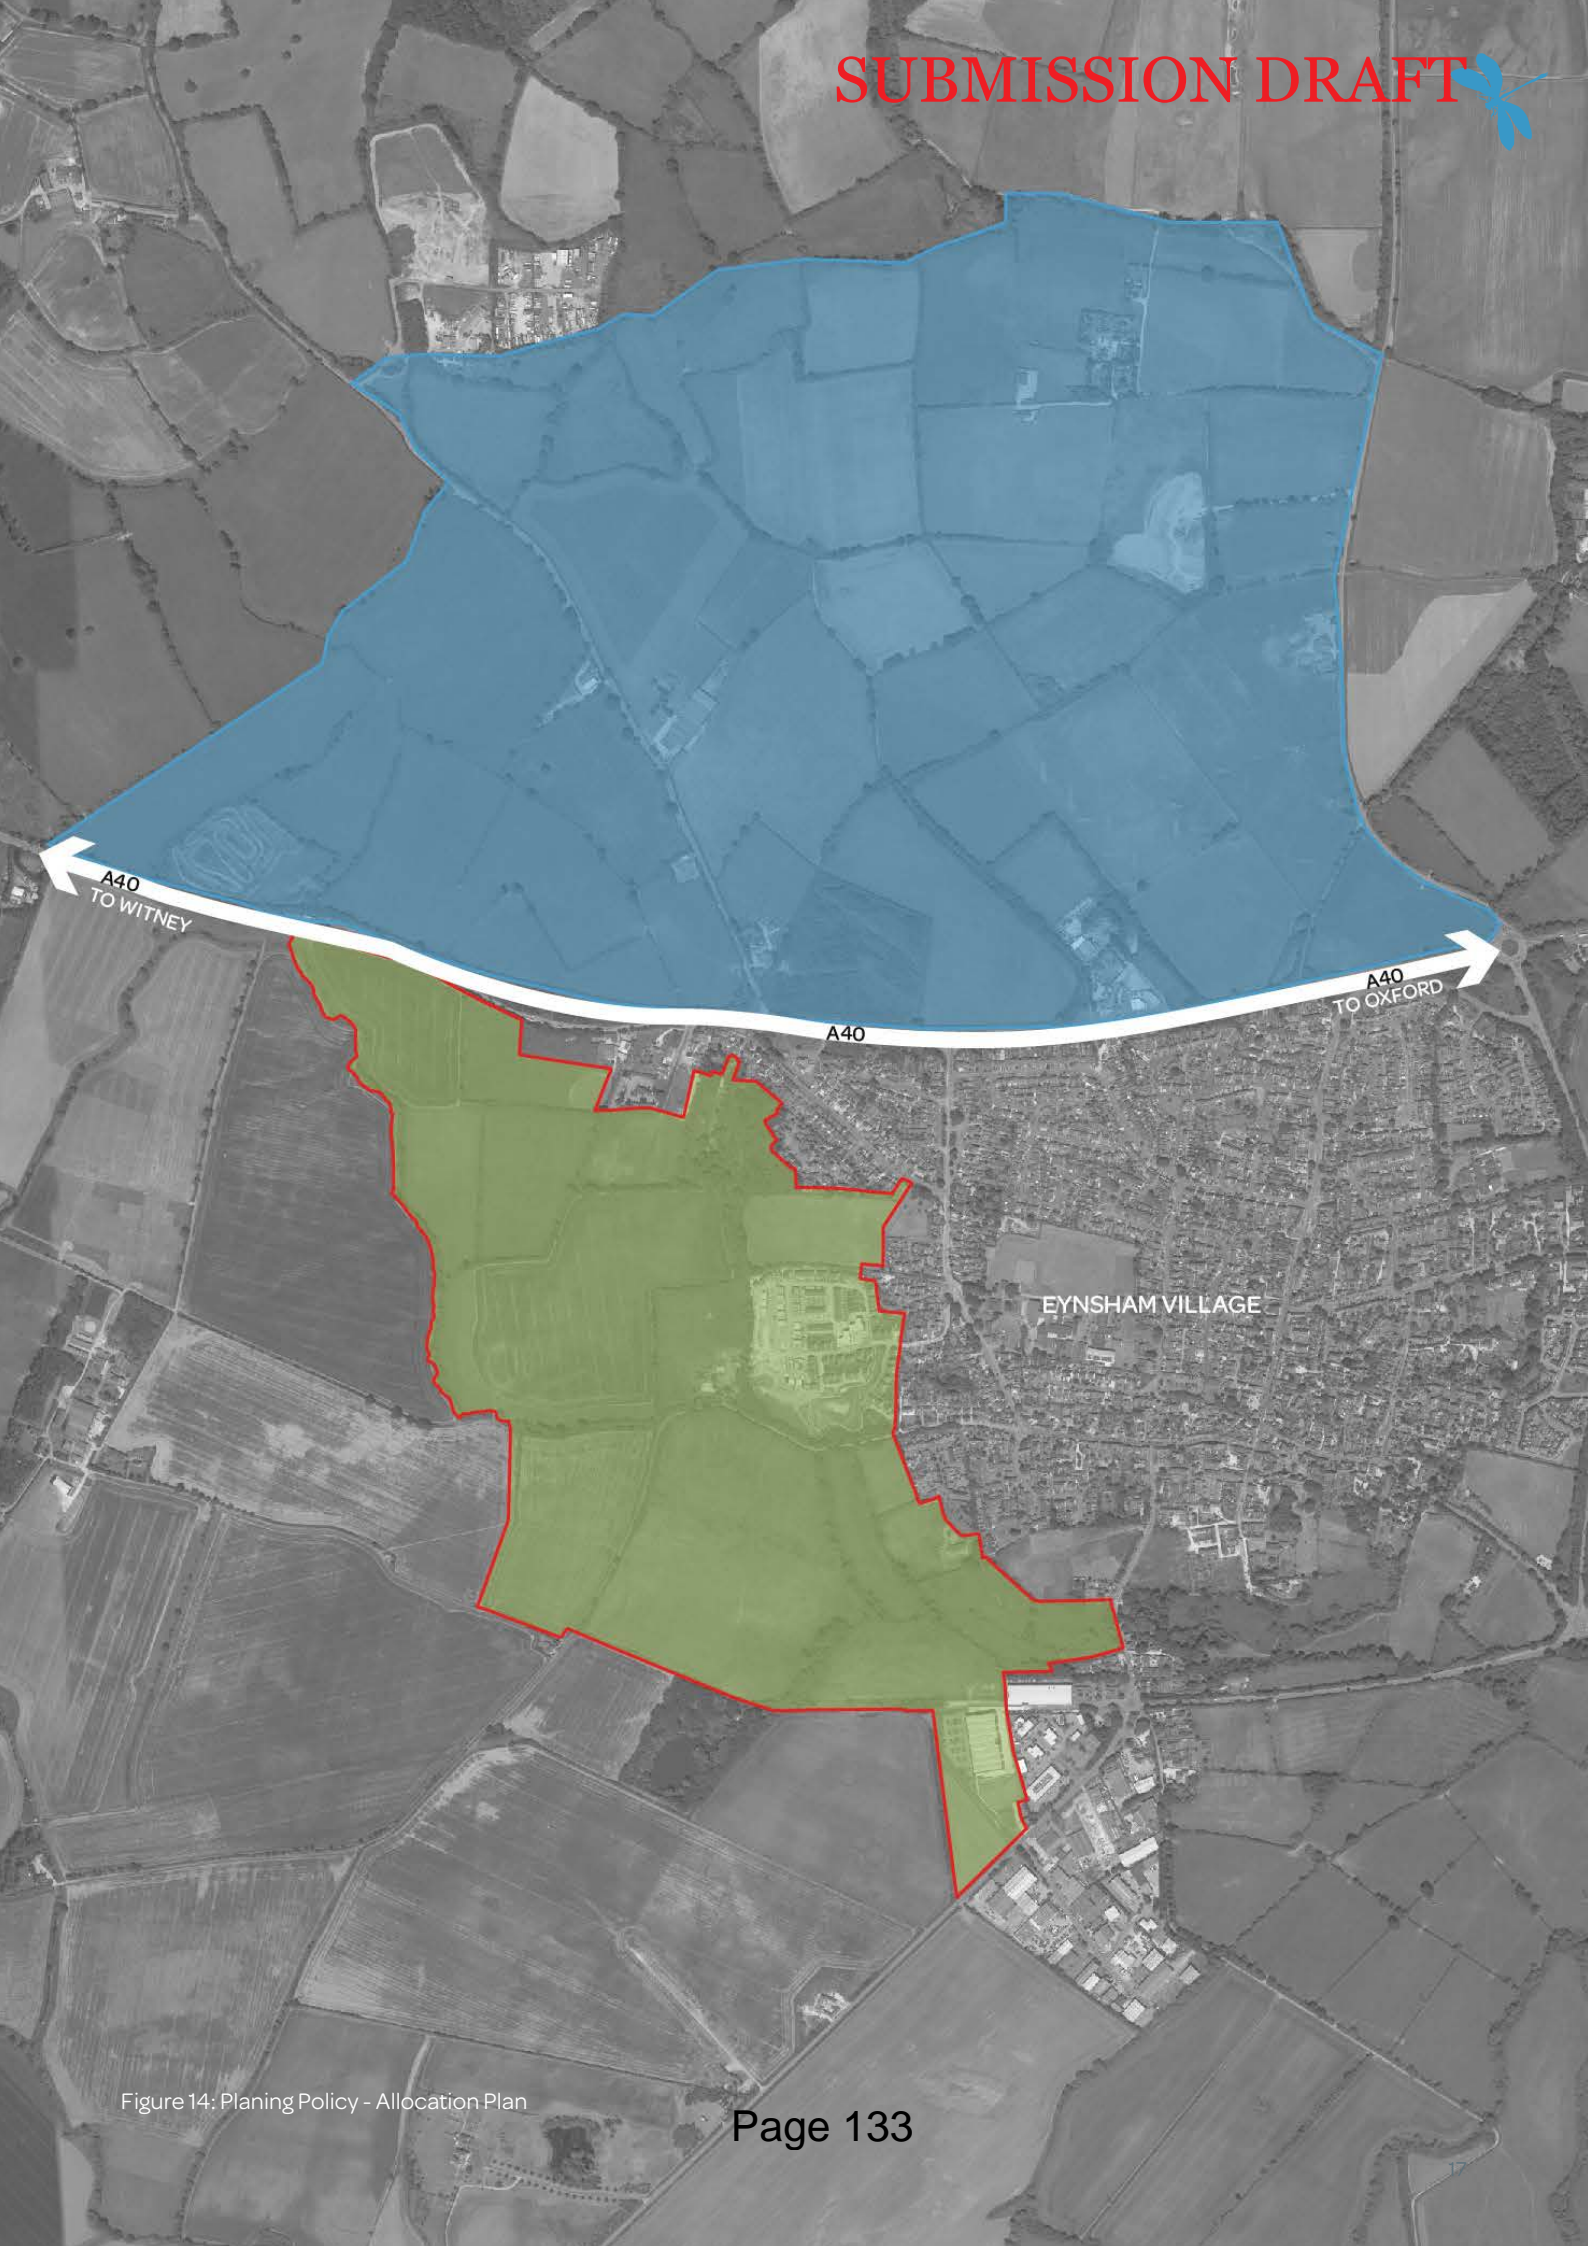 SUBMISSION DRAFT
A40
TO WITNEY
A40
TO OXFORD
A40
EYNSHAM VILLAGE
Figure 14: Planing Policy - Allocation Plan
Page 133
17